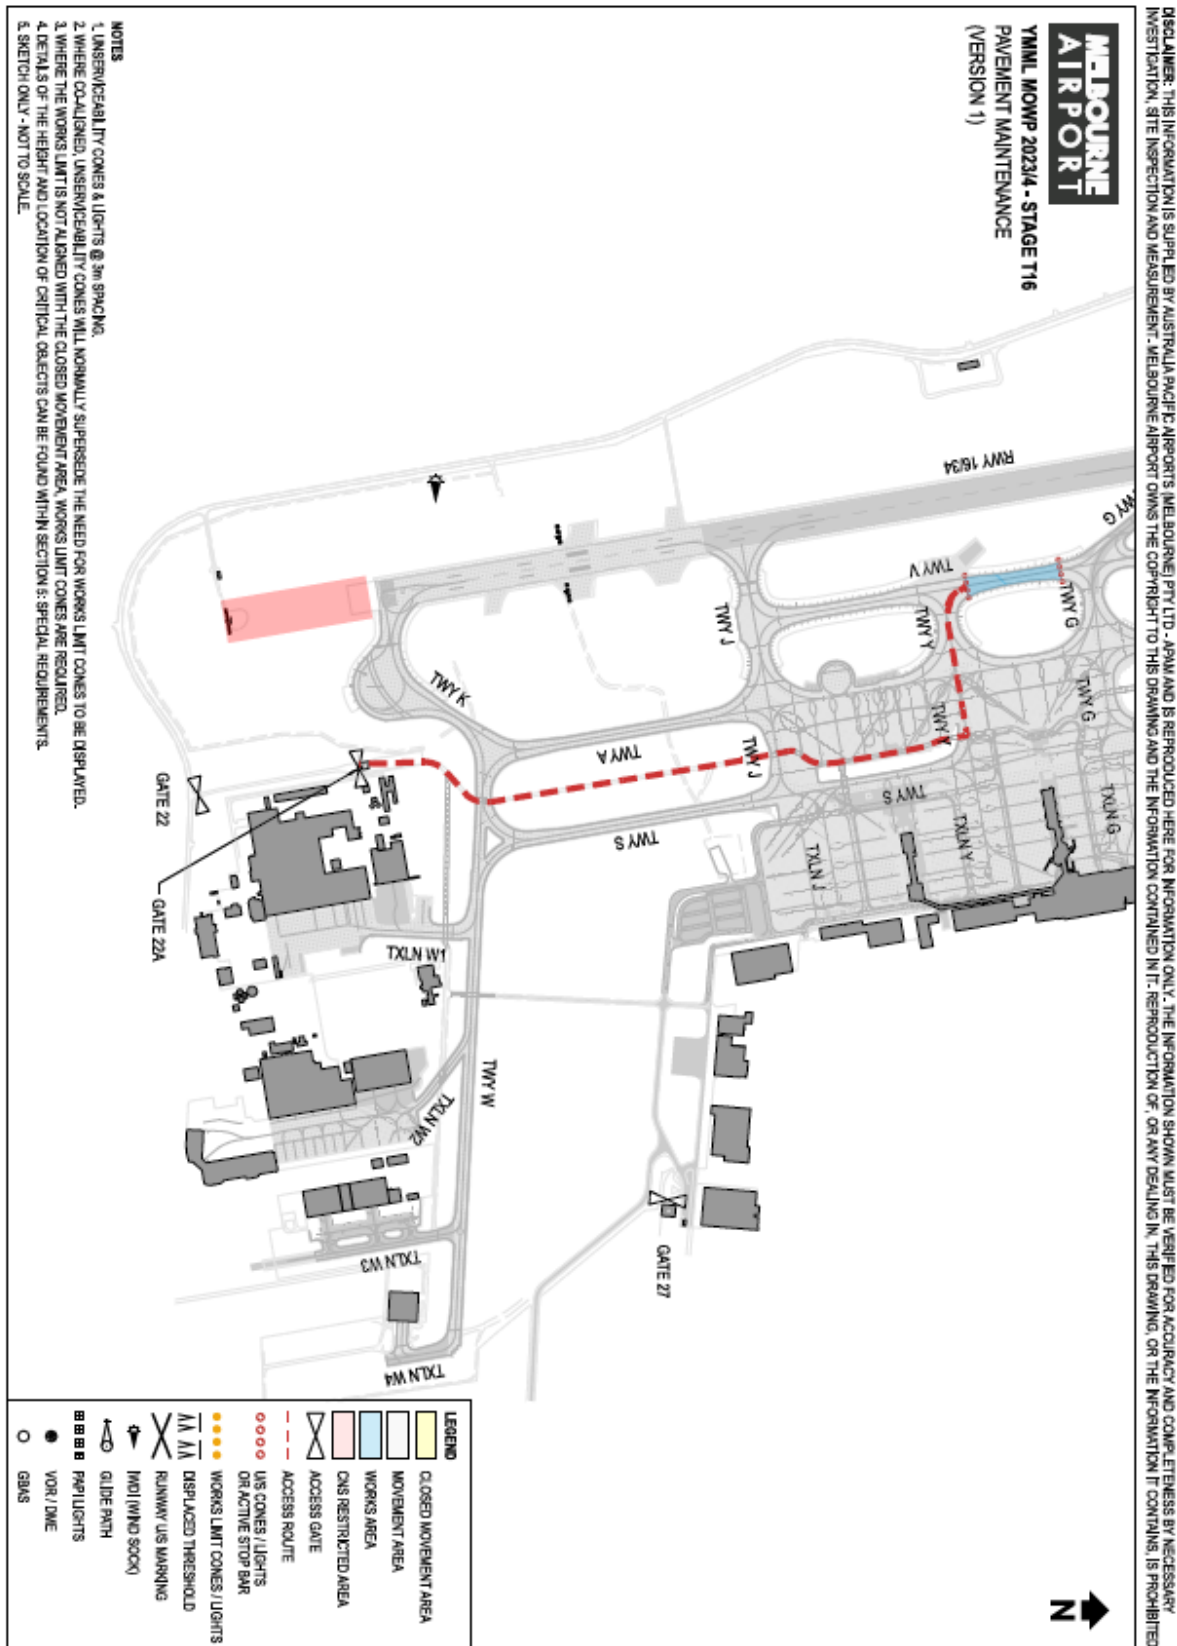 DISCLAIMER: THIS INFORMATION IS SUPPLIED BY AUSTRALIA PACIFIC AIRPORTS (MELBOURNE) PTY LTD - APAM AND IS REPRODUCED HERE FOR INFORMATION ONLY. THE INFORMATION SHOWN MUST BE VERIFIED FOR ACCURACY AND COMPLETENESS BY NECESSARY
INVESTIGATION, SITE INSPECTION AND MEASUREMENT. MELBOURNE AIRPORT OWNS THE COPYRIGHT TO THIS DRAWING AND THE INFORMATION CONTAINED IN IT. REPRODUCTION OF, OR ANY DEALING IN, THIS DRAWING, OR THE INFORMATION IT CONTAINS, IS PROHIBITED
MELBOURNE
AIRPORT
YMML MOWP 2023/4 - STAGE T16
PAVEMENT MAINTENANCE
(VERSION 1)
N
RWY 16/34
TWY G
TWY V
TWY G
TWY J
TWY Y
TWY G
TWY K
TWY Y
TWY A
TWY J
TXLN G
TWY S
TXLN Y
TWY S
TXLN J
GATE 22
GATE 22A
TXLN W1
TWY W
TXLN W2
GATE 27
TXLN W3
TXLN W4
NOTES
1. UNSERVICEABILITY CONES & LIGHTS @ 3m SPACING.
2. WHERE CO-ALIGNED, UNSERVICEABILITY CONES WILL NORMALLY SUPERSEDE THE NEED FOR WORKS LIMIT CONES TO BE DISPLAYED.
3. WHERE THE WORKS LIMIT IS NOT ALIGNED WITH THE CLOSED MOVEMENT AREA, WORKS LIMIT CONES ARE REQUIRED.
4. DETAILS OF THE HEIGHT AND LOCATION OF CRITICAL OBJECTS CAN BE FOUND WITHIN SECTION 5: SPECIAL REQUIREMENTS.
5. SKETCH ONLY - NOT TO SCALE.
LEGEND
CLOSED MOVEMENT AREA
MOVEMENT AREA
WORKS AREA
CNS RESTRICTED AREA
ACCESS GATE
ACCESS ROUTE
U/S CONES / LIGHTS
OR ACTIVE STOP BAR
WORKS LIMIT CONES / LIGHTS
DISPLACED THRESHOLD
RUNWAY U/S MARKING
IWDI (WIND SOCK)
GLIDE PATH
PAPI LIGHTS
VOR / DME
GBAS